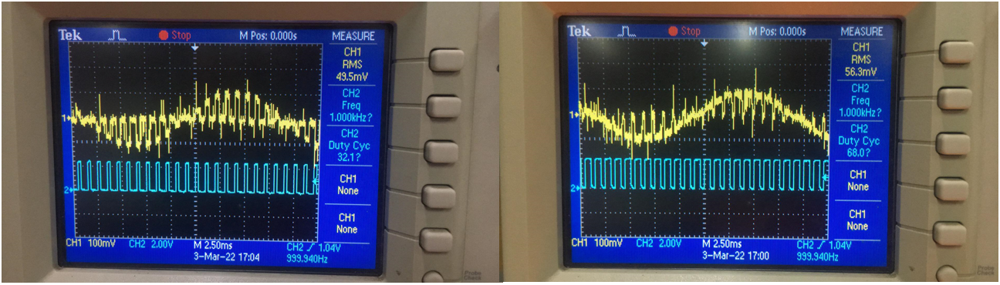 Tek Stop M Pos: 0.000s MEASURE
CH1
RMS
49.5mV
CH2
Freq
1.000kHz?
CH2
Duty Cyc
32.1?
CH1
None
CH1
None
1
2
CH1 100mV CH2 2.00V M 2.50ms CH2 1.04V
3-Mar-22 17:04 999.940Hz
Probe
Check
Tek Stop M Pos: 0.000s MEASURE
CH1
RMS
56.3mV
CH2
Freq
1.000kHz?
CH2
Duty Cyc
68.0?
CH1
None
CH1
None
1
2
CH1 100mV CH2 2.00V M 2.50ms CH2 1.04V
3-Mar-22 17:00 999.940Hz
Probe
Check